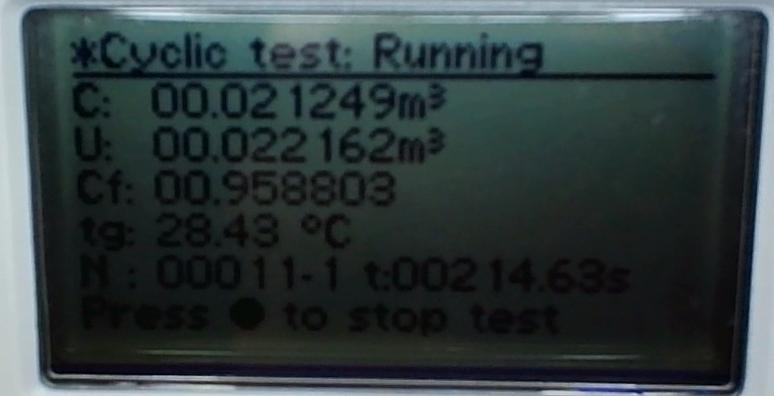 *Cyclic test: Running
C: 00.021249m³
U: 00.022162m³
Cf: 00.958803
tg: 28.43 °C
N : 00011-1 t:00214.63s
Press ● to stop test